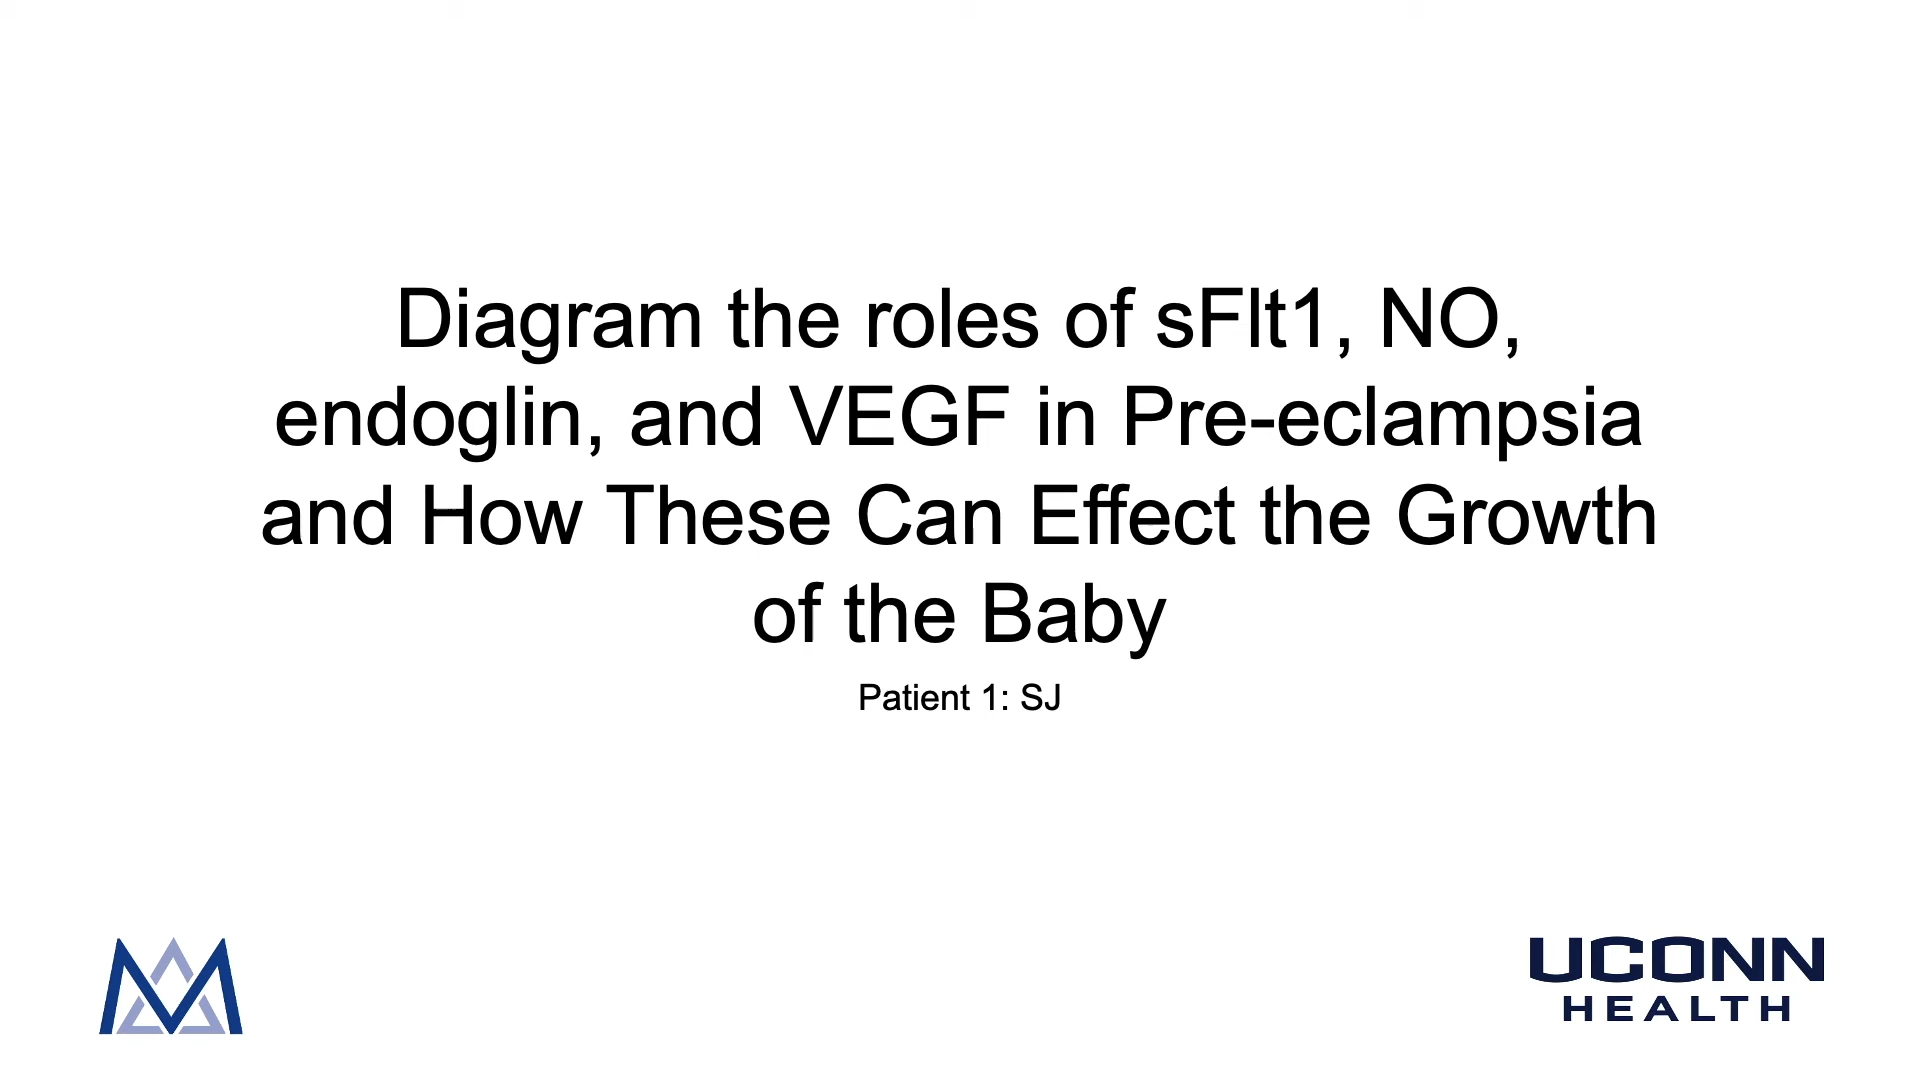 Diagram the roles of sFlt1, NO,
endoglin, and VEGF in Pre-eclampsia
and How These Can Effect the Growth
of the Baby
Patient 1: SJ
UCONN
HEALTH